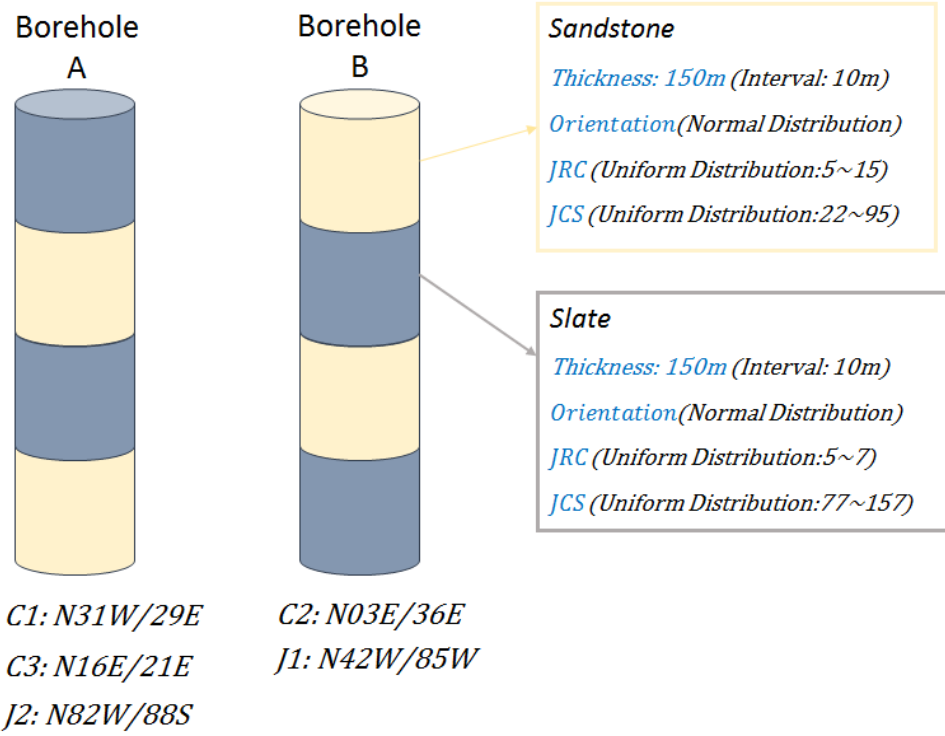 Borehole
A
Borehole
B
Sandstone
Thickness: 150m (Interval: 10m)
Orientation(Normal Distribution)
JRC (Uniform Distribution:5~15)
JCS (Uniform Distribution:22~95)
Slate
Thickness: 150m (Interval: 10m)
Orientation(Normal Distribution)
JRC (Uniform Distribution:5~7)
JCS (Uniform Distribution:77~157)
C1: N31W/29E
C3: N16E/21E
J2: N82W/88S
C2: N03E/36E
J1: N42W/85W